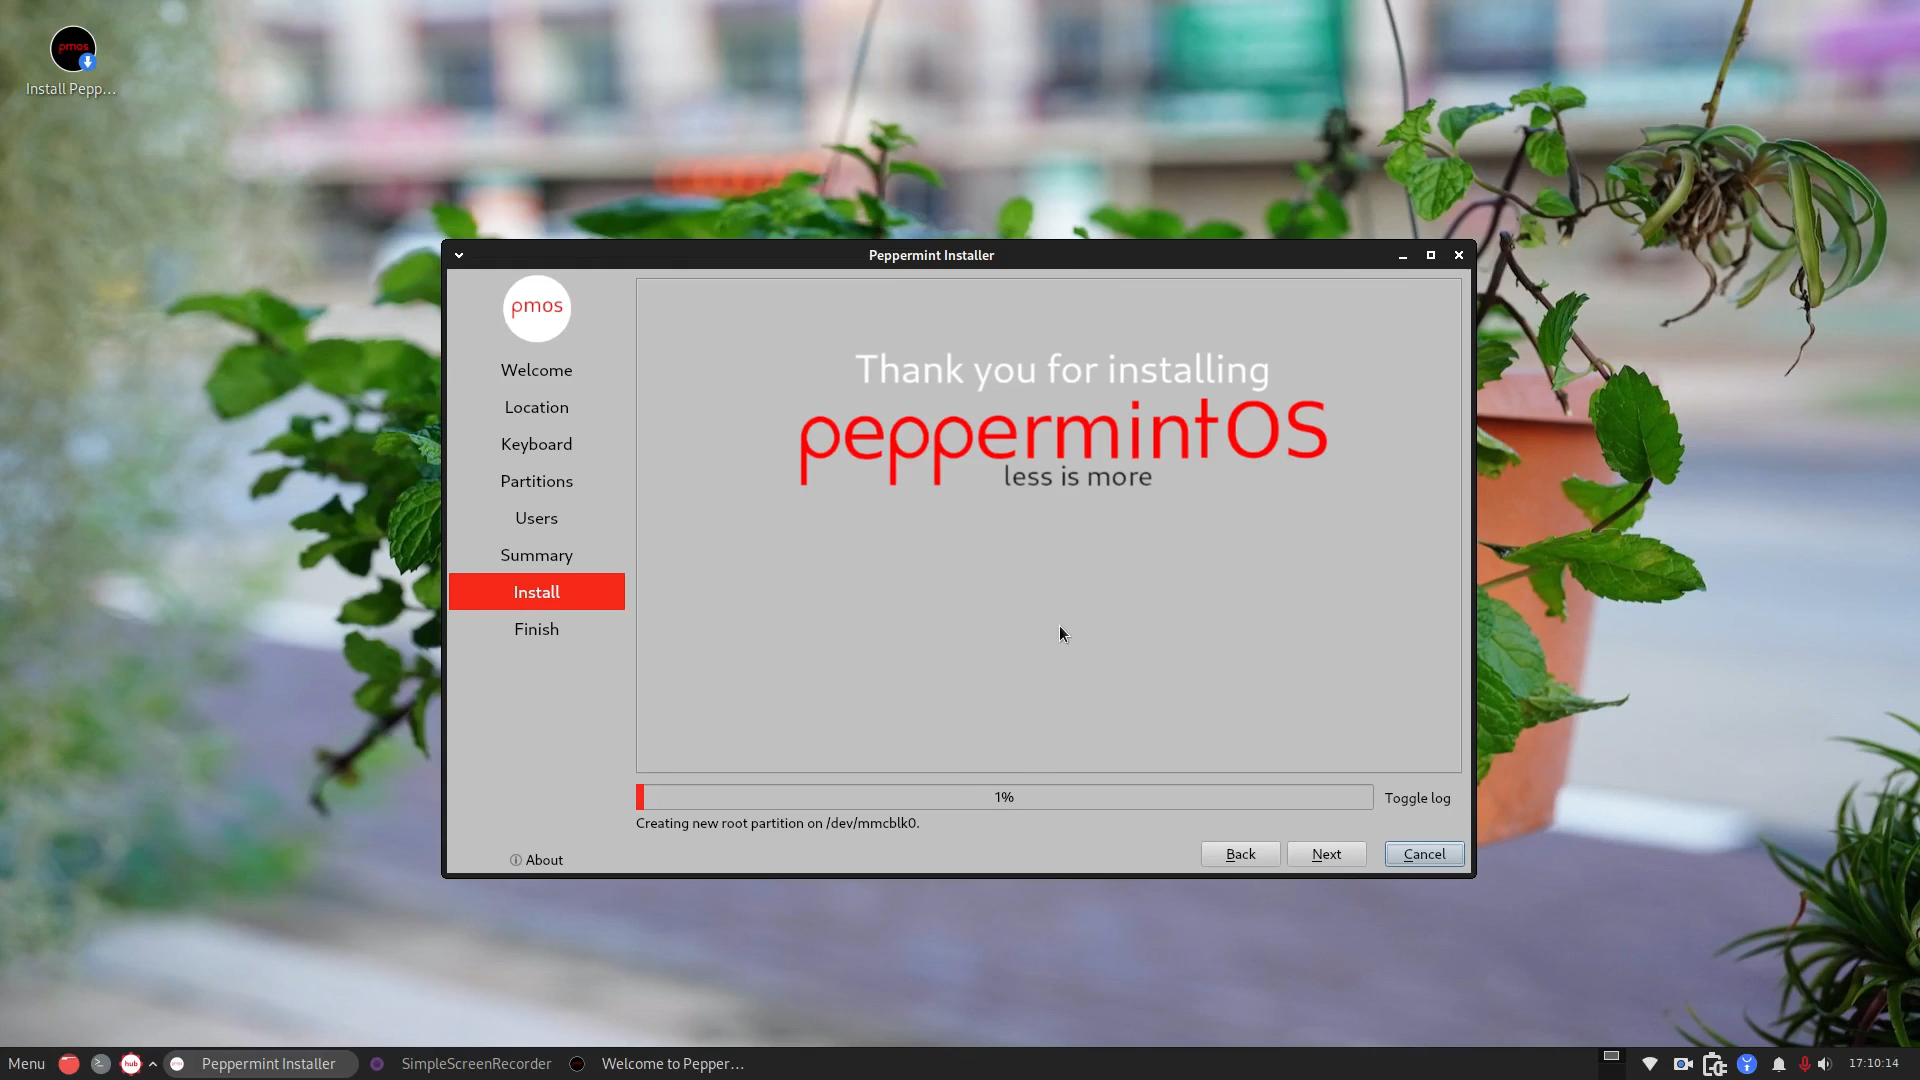 pmos
Install Pepp...
Peppermint Installer
pmos
Welcome
Location
Keyboard
Partitions
Users
Summary
Install
Finish
About
Thank you for installing
peppermintOS
less is more
1%
Toggle log
Creating new root partition on /dev/mmcblk0.
Back
Next
Cancel
Menu
hub
Peppermint Installer
SimpleScreenRecorder
Welcome to Pepper...
17:10:14